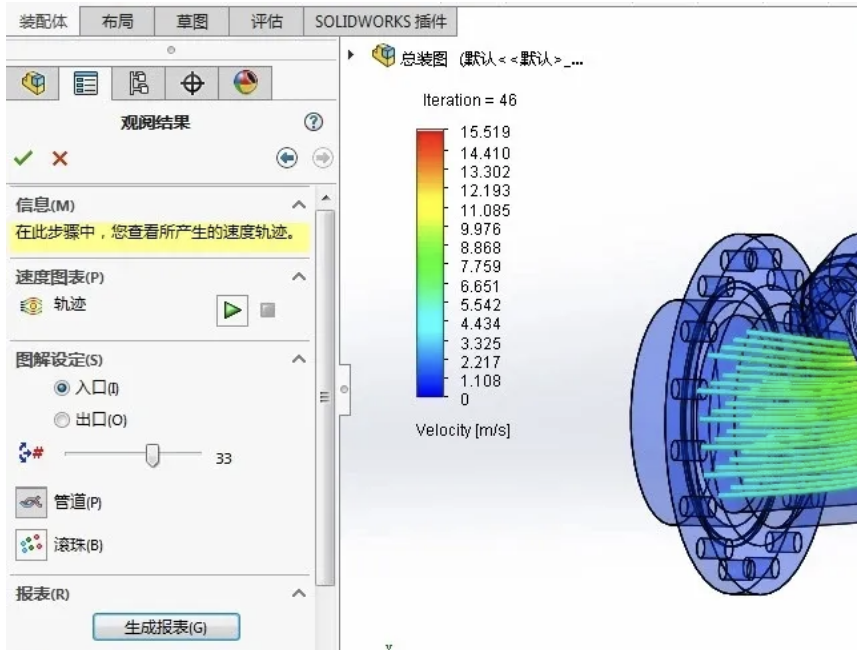 装配体 布局 草图 评估 SOLIDWORKS 插件
总装图 (默认<<默认>_...
观阅结果
信息(M)
在此步骤中，您查看所产生的速度轨迹。
速度图表(P)
轨迹
图解设定(S)
入口(I)
出口(O)
33
管道(P)
滚珠(B)
报表(R)
生成报表(G)
Iteration = 46
15.519
14.410
13.302
12.193
11.085
9.976
8.868
7.759
6.651
5.542
4.434
3.325
2.217
1.108
0
Velocity [m/s]